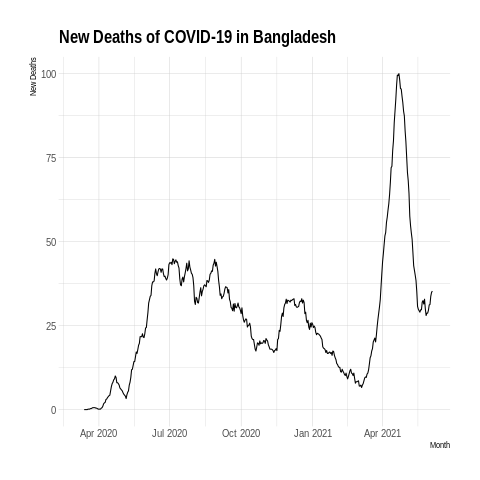 New Deaths of COVID-19 in Bangladesh
New Deaths
100
75
50
25
0
Apr 2020 Jul 2020 Oct 2020 Jan 2021 Apr 2021
Month